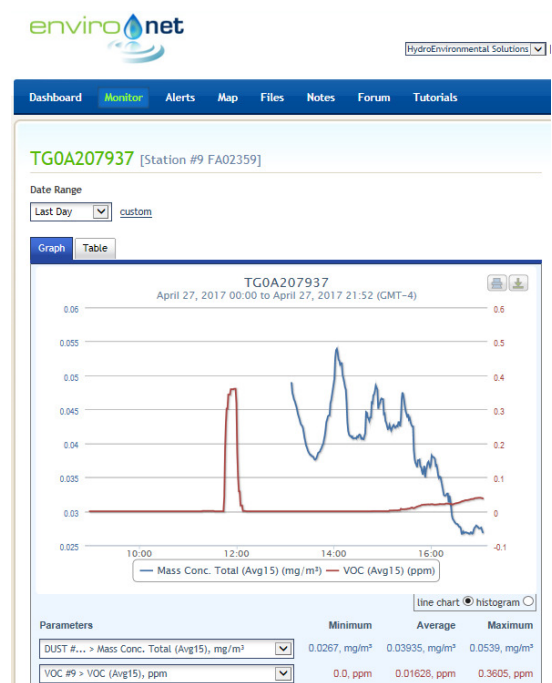 environet
HydroEnvironmental Solutions
Dashboard Monitor Alerts Map Files Notes Forum Tutorials
TG0A207937 [Station #9 FA02359]
Date Range
Last Day custom
Graph Table
TG0A207937
April 27, 2017 00:00 to April 27, 2017 21:52 (GMT-4)
0.06 0.6
0.055 0.5
0.05 0.4
0.045 0.3
0.04 0.2
0.035 0.1
0.03 0
0.025 -0.1
10:00 12:00 14:00 16:00
Mass Conc. Total (Avg15) (mg/m³) VOC (Avg15) (ppm)
line chart histogram
Parameters Minimum Average Maximum
DUST #... > Mass Conc. Total (Avg15), mg/m³ 0.0267, mg/m³ 0.03935, mg/m³ 0.0539, mg/m³
VOC #9 > VOC (Avg15), ppm 0.0, ppm 0.01628, ppm 0.3605, ppm